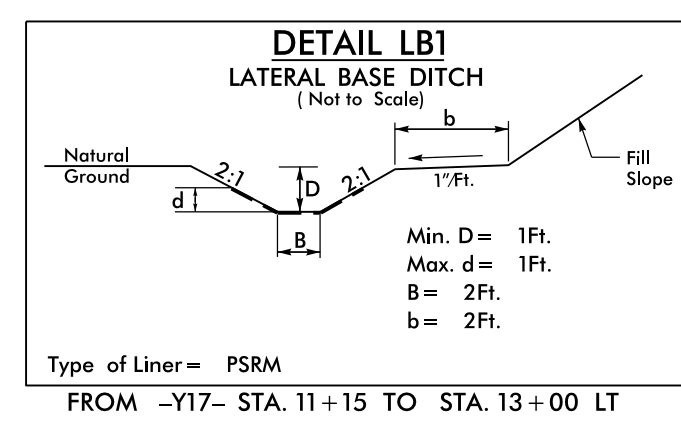 DETAIL LB1
LATERAL BASE DITCH
( Not to Scale)
b
Natural
Ground
2:1
D
2:1
1"/Ft.
Fill
Slope
d
B
Min. D = 1Ft.
Max. d = 1Ft.
B = 2Ft.
b = 2Ft.
Type of Liner = PSRM
FROM -Y17- STA. 11+15 TO STA. 13+00 LT